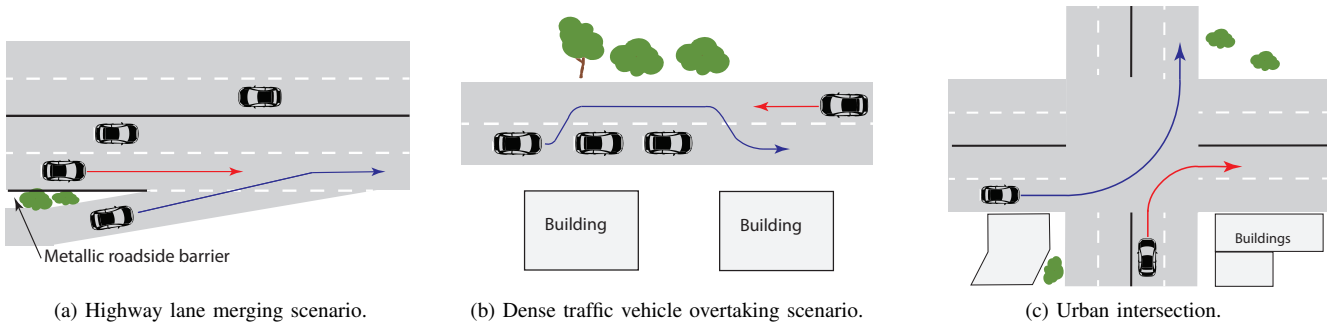 Metallic roadside barrier
(a) Highway lane merging scenario.
Building
Building
(b) Dense traffic vehicle overtaking scenario.
Buildings
(c) Urban intersection.